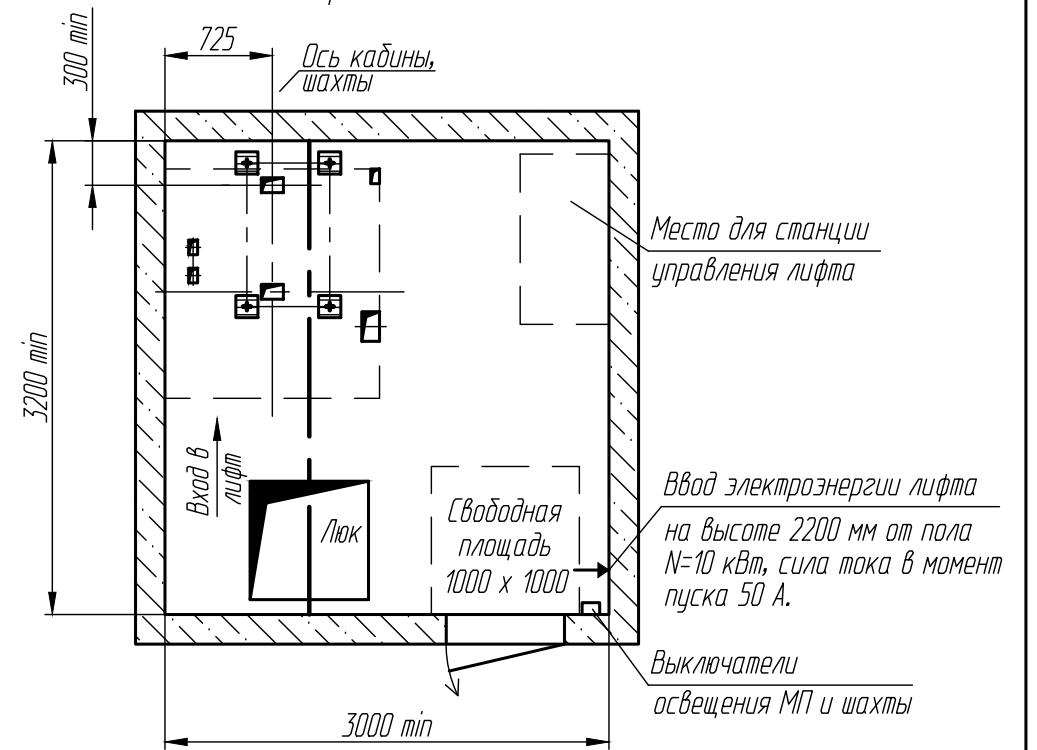 300 min
725
Ось кабины,
шахты
Место для станции
управления лифта
3200 min
Вход в
лифт
Люк
Свободная
площадь
1000 х 1000
Ввод электроэнергии лифта
на высоте 2200 мм от пола
N=10 кВт, сила тока в момент
пуска 50 А.
Выключатели
освещения МП и шахты
3000 min